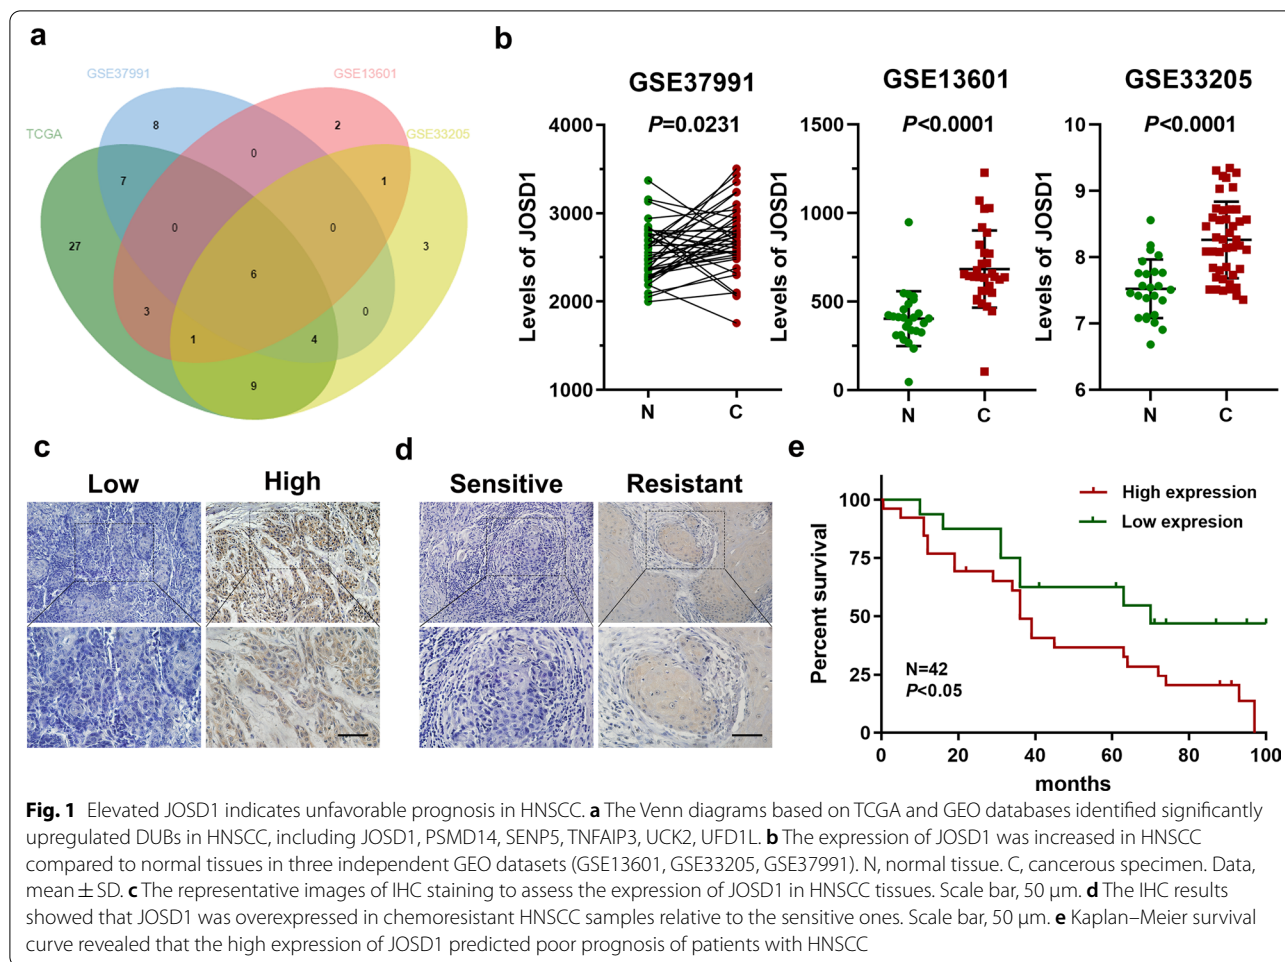 a
GSE37991
GSE13601
TCGA
GSE33205
8
2
0
7
1
27
0
0
3
6
3
0
1
4
9
b
GSE37991
P=0.0231
Levels of JOSD1
4000
3000
2000
1000
N
C
GSE13601
P<0.0001
Levels of JOSD1
1500
1000
500
0
N
C
GSE33205
P<0.0001
Levels of JOSD1
10
9
8
7
6
N
C
c
Low
High
d
Sensitive
Resistant
e
High expression
Low expresion
Percent survival
100
75
50
25
0
N=42
P<0.05
0
20
40
60
80
100
months
Fig. 1 Elevated JOSD1 indicates unfavorable prognosis in HNSCC. a The Venn diagrams based on TCGA and GEO databases identified significantly
upregulated DUBs in HNSCC, including JOSD1, PSMD14, SENP5, TNFAIP3, UCK2, UFD1L. b The expression of JOSD1 was increased in HNSCC
compared to normal tissues in three independent GEO datasets (GSE13601, GSE33205, GSE37991). N, normal tissue. C, cancerous specimen. Data,
mean ± SD. c The representative images of IHC staining to assess the expression of JOSD1 in HNSCC tissues. Scale bar, 50 μm. d The IHC results
showed that JOSD1 was overexpressed in chemoresistant HNSCC samples relative to the sensitive ones. Scale bar, 50 μm. e Kaplan–Meier survival
curve revealed that the high expression of JOSD1 predicted poor prognosis of patients with HNSCC